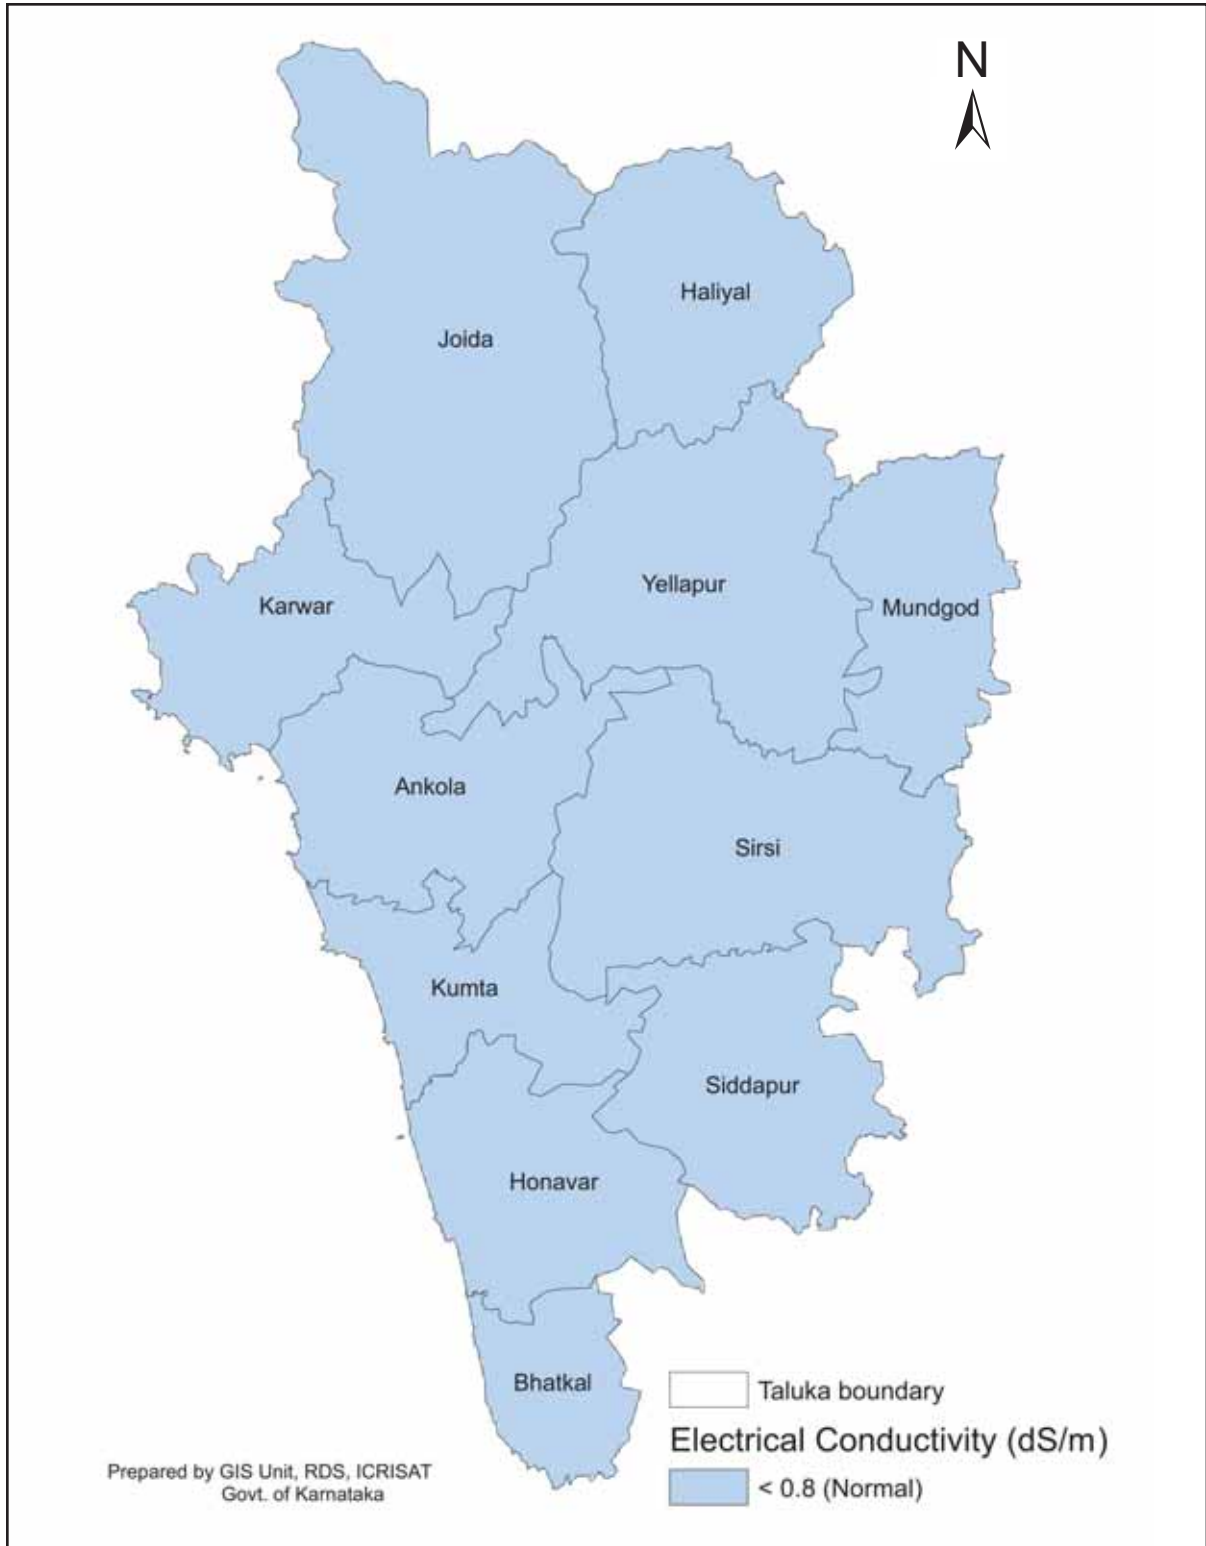 N
Haliyal
Joida
Yellapur
Karwar
Mundgod
Ankola
Sirsi
Kumta
Siddapur
Honavar
Bhatkal
Taluka boundary
Electrical Conductivity (dS/m)
< 0.8 (Normal)
Prepared by GIS Unit, RDS, ICRISAT
Govt. of Karnataka